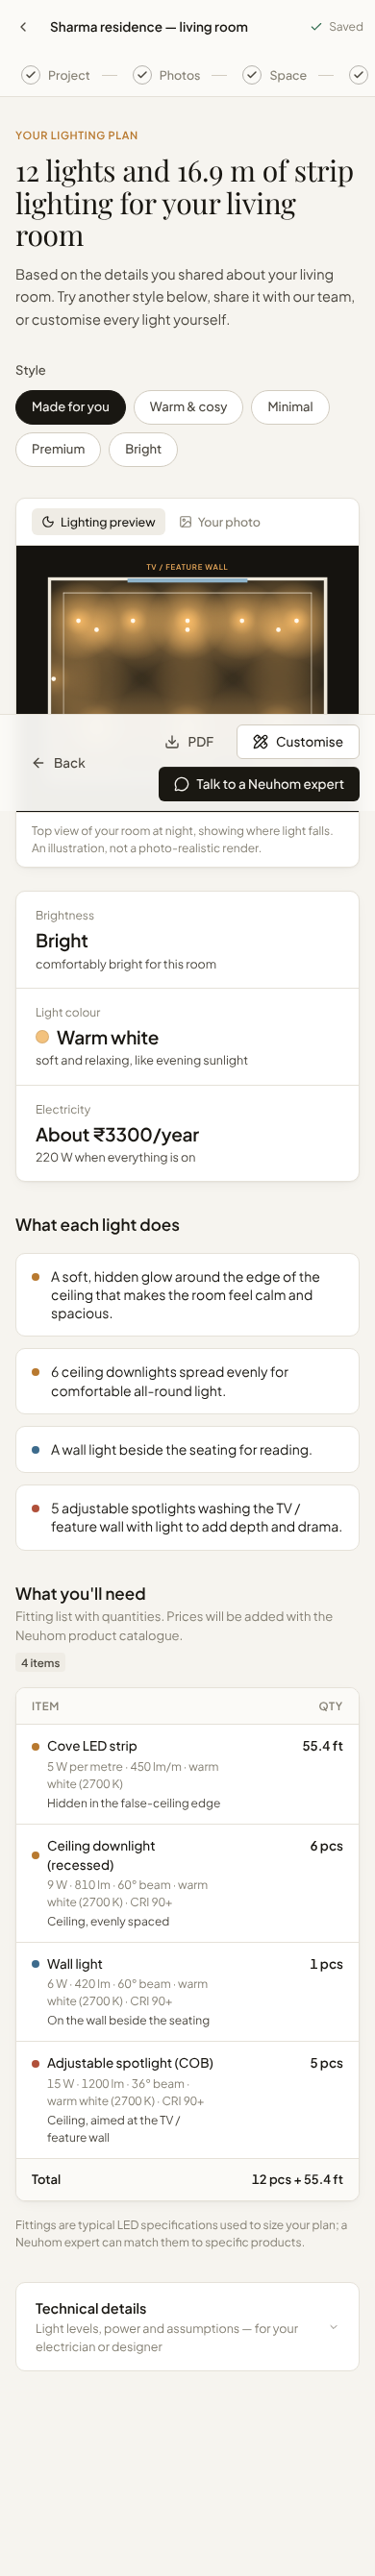 Sharma residence — living room
Saved
Project
Photos
Space
YOUR LIGHTING PLAN
12 lights and 16.9 m of strip
lighting for your living
room
Based on the details you shared about your living
room. Try another style below, share it with our team,
or customise every light yourself.
Style
Made for you
Warm & cosy
Minimal
Premium
Bright
Lighting preview
Your photo
TV / FEATURE WALL
PDF
Customise
Back
Talk to a Neuhom expert
Top view of your room at night, showing where light falls.
An illustration, not a photo-realistic render.
Brightness
Bright
comfortably bright for this room
Light colour
Warm white
soft and relaxing, like evening sunlight
Electricity
About ₹3300/year
220 W when everything is on
What each light does
A soft, hidden glow around the edge of the
ceiling that makes the room feel calm and
spacious.
6 ceiling downlights spread evenly for
comfortable all-round light.
A wall light beside the seating for reading.
5 adjustable spotlights washing the TV /
feature wall with light to add depth and drama.
What you'll need
Fitting list with quantities. Prices will be added with the
Neuhom product catalogue.
4 items
ITEM QTY
Cove LED strip 55.4 ft
5 W per metre · 450 lm/m · warm
white (2700 K)
Hidden in the false-ceiling edge
Ceiling downlight 6 pcs
(recessed)
9 W · 810 lm · 60° beam · warm
white (2700 K) · CRI 90+
Ceiling, evenly spaced
Wall light 1 pcs
6 W · 420 lm · 60° beam · warm
white (2700 K) · CRI 90+
On the wall beside the seating
Adjustable spotlight (COB) 5 pcs
15 W · 1200 lm · 36° beam ·
warm white (2700 K) · CRI 90+
Ceiling, aimed at the TV /
feature wall
Total 12 pcs + 55.4 ft
Fittings are typical LED specifications used to size your plan; a
Neuhom expert can match them to specific products.
Technical details
Light levels, power and assumptions — for your
electrician or designer